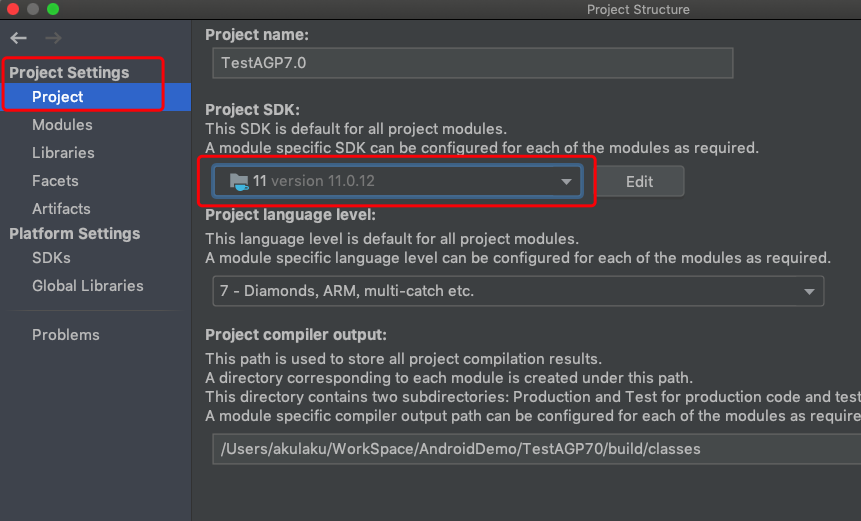 Project Structure
Project Settings
Project
Modules
Libraries
Facets
Artifacts
Platform Settings
SDKs
Global Libraries
Problems
Project name:
TestAGP7.0
Project SDK:
This SDK is default for all project modules.
A module specific SDK can be configured for each of the modules as required.
11 version 11.0.12
Edit
Project language level:
This language level is default for all project modules.
A module specific language level can be configured for each of the modules as required.
7 - Diamonds, ARM, multi-catch etc.
Project compiler output:
This path is used to store all project compilation results.
A directory corresponding to each module is created under this path.
This directory contains two subdirectories: Production and Test for production code and test
A module specific compiler output path can be configured for each of the modules as require
/Users/akulaku/WorkSpace/AndroidDemo/TestAGP70/build/classes